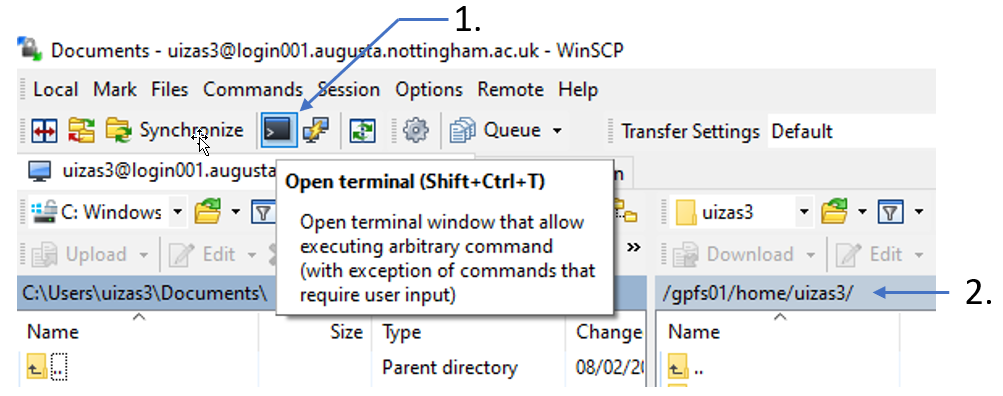 1.
Documents - uizas3@login001.augusta.nottingham.ac.uk - WinSCP
Local Mark Files Commands Session Options Remote Help
Synchronize Queue Transfer Settings Default
uizas3@login001.augusta n
Open terminal (Shift+Ctrl+T)
C: Windows uizas3
Open terminal window that allow
executing arbitrary command
Upload Edit » Download Edit
(with exception of commands that
require user input)
C:\Users\uizas3\Documents\ /gpfs01/home/uizas3/ 2.
Name Size Type Change Name
.. Parent directory 08/02/20 ..